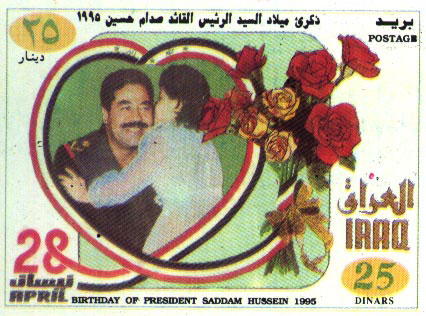 ذكرى ميلاد السيد الرئيس القائد صدام حسين ١٩٩٥
بريد
POSTAGE
٢٥
دينار
العراق
IRAQ
28
نيسان
APRIL
25
DINARS
BIRTHDAY OF PRESIDENT SADDAM HUSSEIN 1995